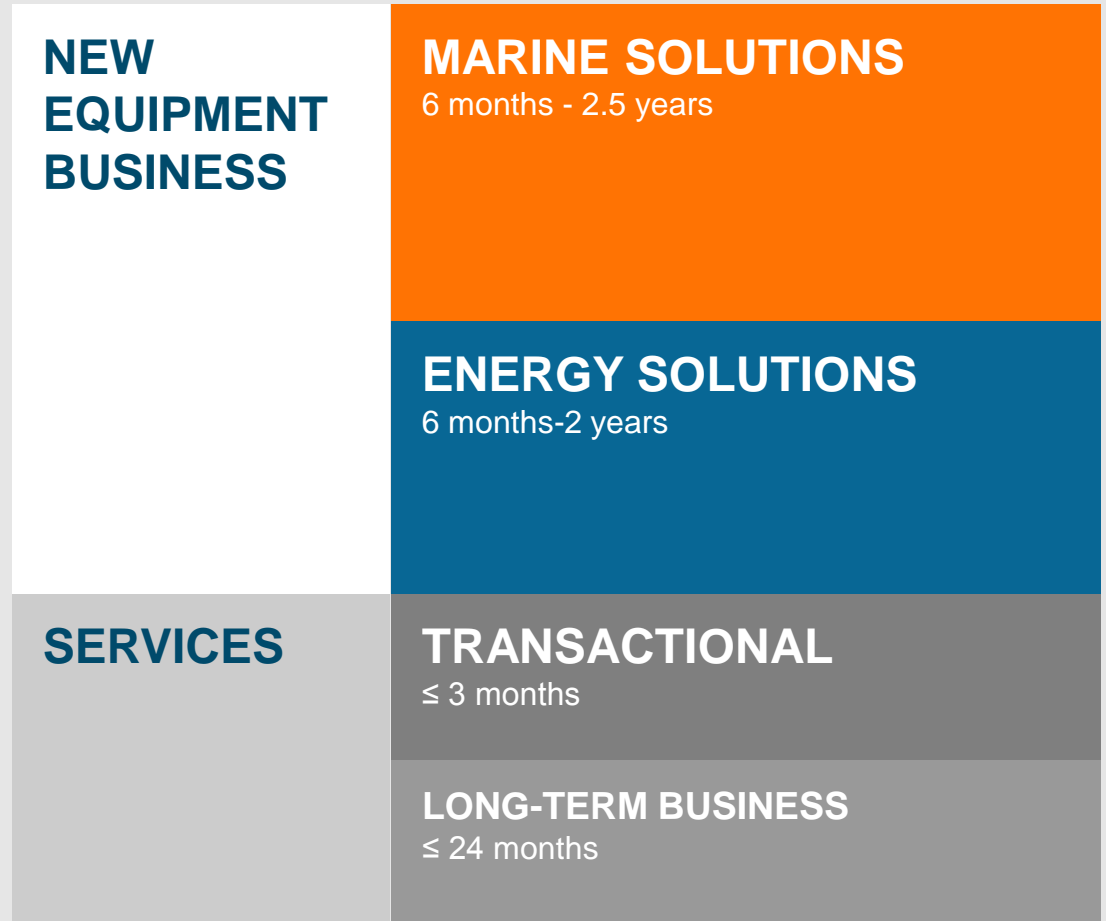 NEW
EQUIPMENT
BUSINESS
MARINE SOLUTIONS
6 months - 2.5 years
ENERGY SOLUTIONS
6 months-2 years
SERVICES
TRANSACTIONAL
≤ 3 months
LONG-TERM BUSINESS
≤ 24 months